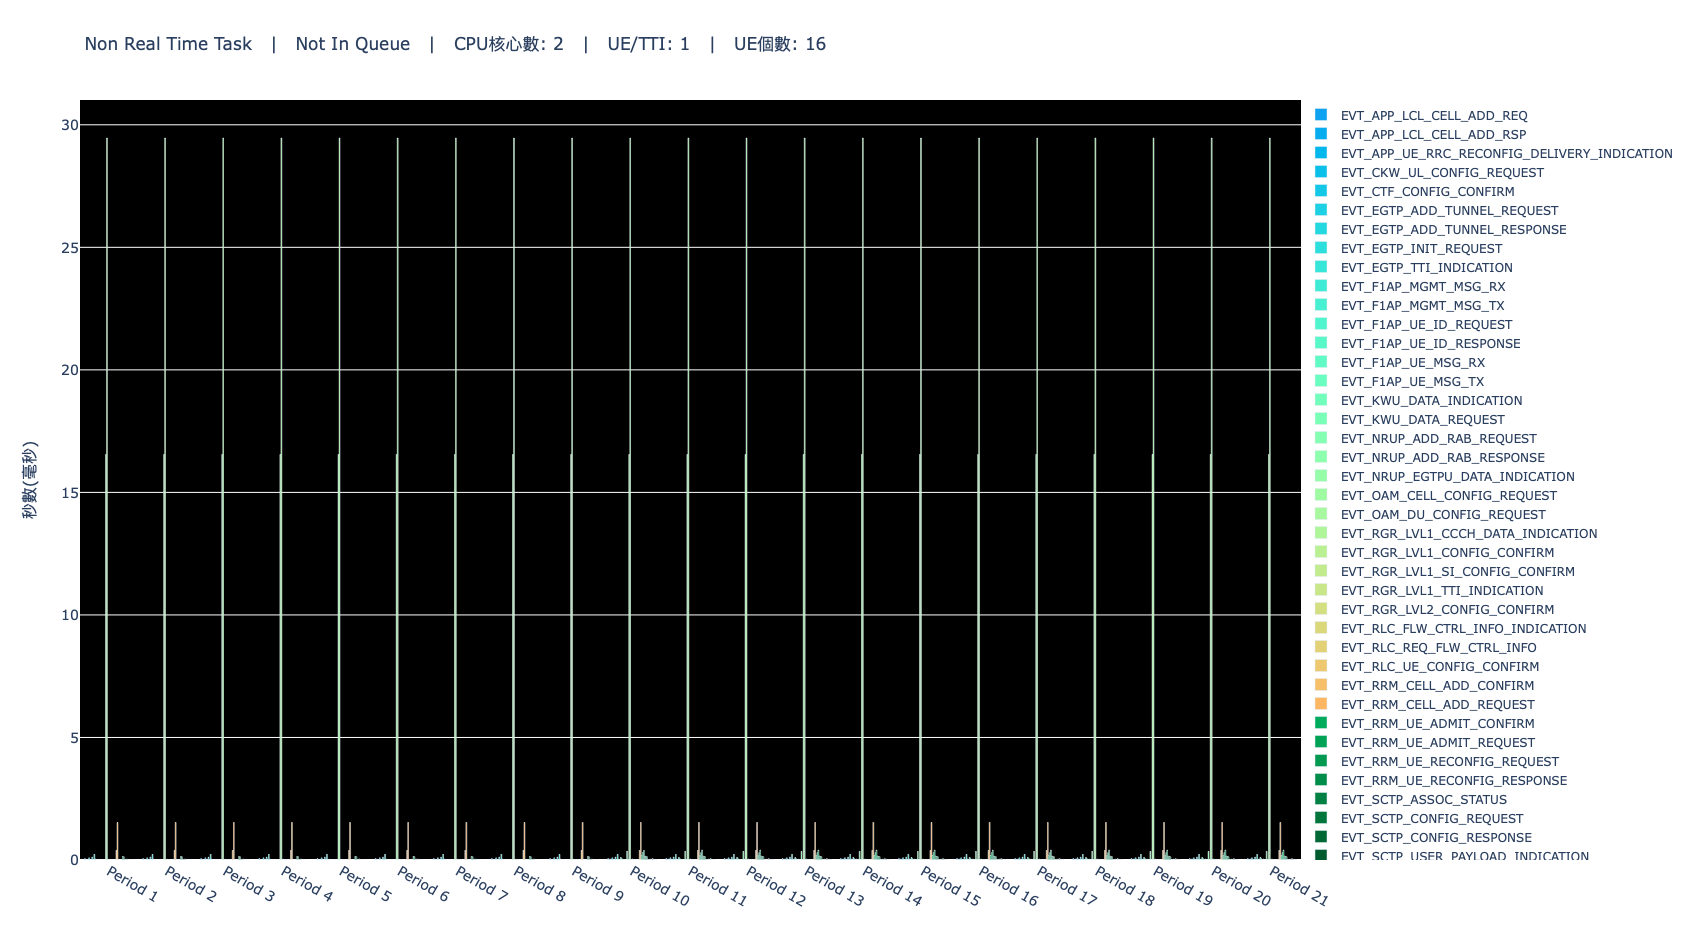 Non Real Time Task | Not In Queue | CPU核心數: 2 | UE/TTI: 1 | UE個數: 16
30
25
20
15
10
5
0
秒數(毫秒)
Period 1
Period 2
Period 3
Period 4
Period 5
Period 6
Period 7
Period 8
Period 9
Period 10
Period 11
Period 12
Period 13
Period 14
Period 15
Period 16
Period 17
Period 18
Period 19
Period 20
Period 21
EVT_APP_LCL_CELL_ADD_REQ
EVT_APP_LCL_CELL_ADD_RSP
EVT_APP_UE_RRC_RECONFIG_DELIVERY_INDICATION
EVT_CKW_UL_CONFIG_REQUEST
EVT_CTF_CONFIG_CONFIRM
EVT_EGTP_ADD_TUNNEL_REQUEST
EVT_EGTP_ADD_TUNNEL_RESPONSE
EVT_EGTP_INIT_REQUEST
EVT_EGTP_TTI_INDICATION
EVT_F1AP_MGMT_MSG_RX
EVT_F1AP_MGMT_MSG_TX
EVT_F1AP_UE_ID_REQUEST
EVT_F1AP_UE_ID_RESPONSE
EVT_F1AP_UE_MSG_RX
EVT_F1AP_UE_MSG_TX
EVT_KWU_DATA_INDICATION
EVT_KWU_DATA_REQUEST
EVT_NRUP_ADD_RAB_REQUEST
EVT_NRUP_ADD_RAB_RESPONSE
EVT_NRUP_EGTPU_DATA_INDICATION
EVT_OAM_CELL_CONFIG_REQUEST
EVT_OAM_DU_CONFIG_REQUEST
EVT_RGR_LVL1_CCCH_DATA_INDICATION
EVT_RGR_LVL1_CONFIG_CONFIRM
EVT_RGR_LVL1_SI_CONFIG_CONFIRM
EVT_RGR_LVL1_TTI_INDICATION
EVT_RGR_LVL2_CONFIG_CONFIRM
EVT_RLC_FLW_CTRL_INFO_INDICATION
EVT_RLC_REQ_FLW_CTRL_INFO
EVT_RLC_UE_CONFIG_CONFIRM
EVT_RRM_CELL_ADD_CONFIRM
EVT_RRM_CELL_ADD_REQUEST
EVT_RRM_UE_ADMIT_CONFIRM
EVT_RRM_UE_ADMIT_REQUEST
EVT_RRM_UE_RECONFIG_REQUEST
EVT_RRM_UE_RECONFIG_RESPONSE
EVT_SCTP_ASSOC_STATUS
EVT_SCTP_CONFIG_REQUEST
EVT_SCTP_CONFIG_RESPONSE
EVT_SCTP_USER_PAYLOAD_INDICATION